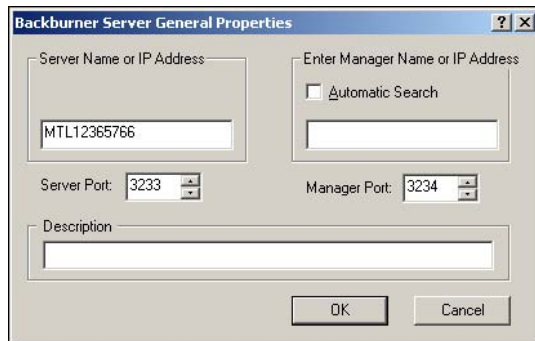 Backburner Server General Properties
Server Name or IP Address
Enter Manager Name or IP Address
Automatic Search
MTL12365766
Server Port: 3233
Manager Port: 3234
Description
OK
Cancel